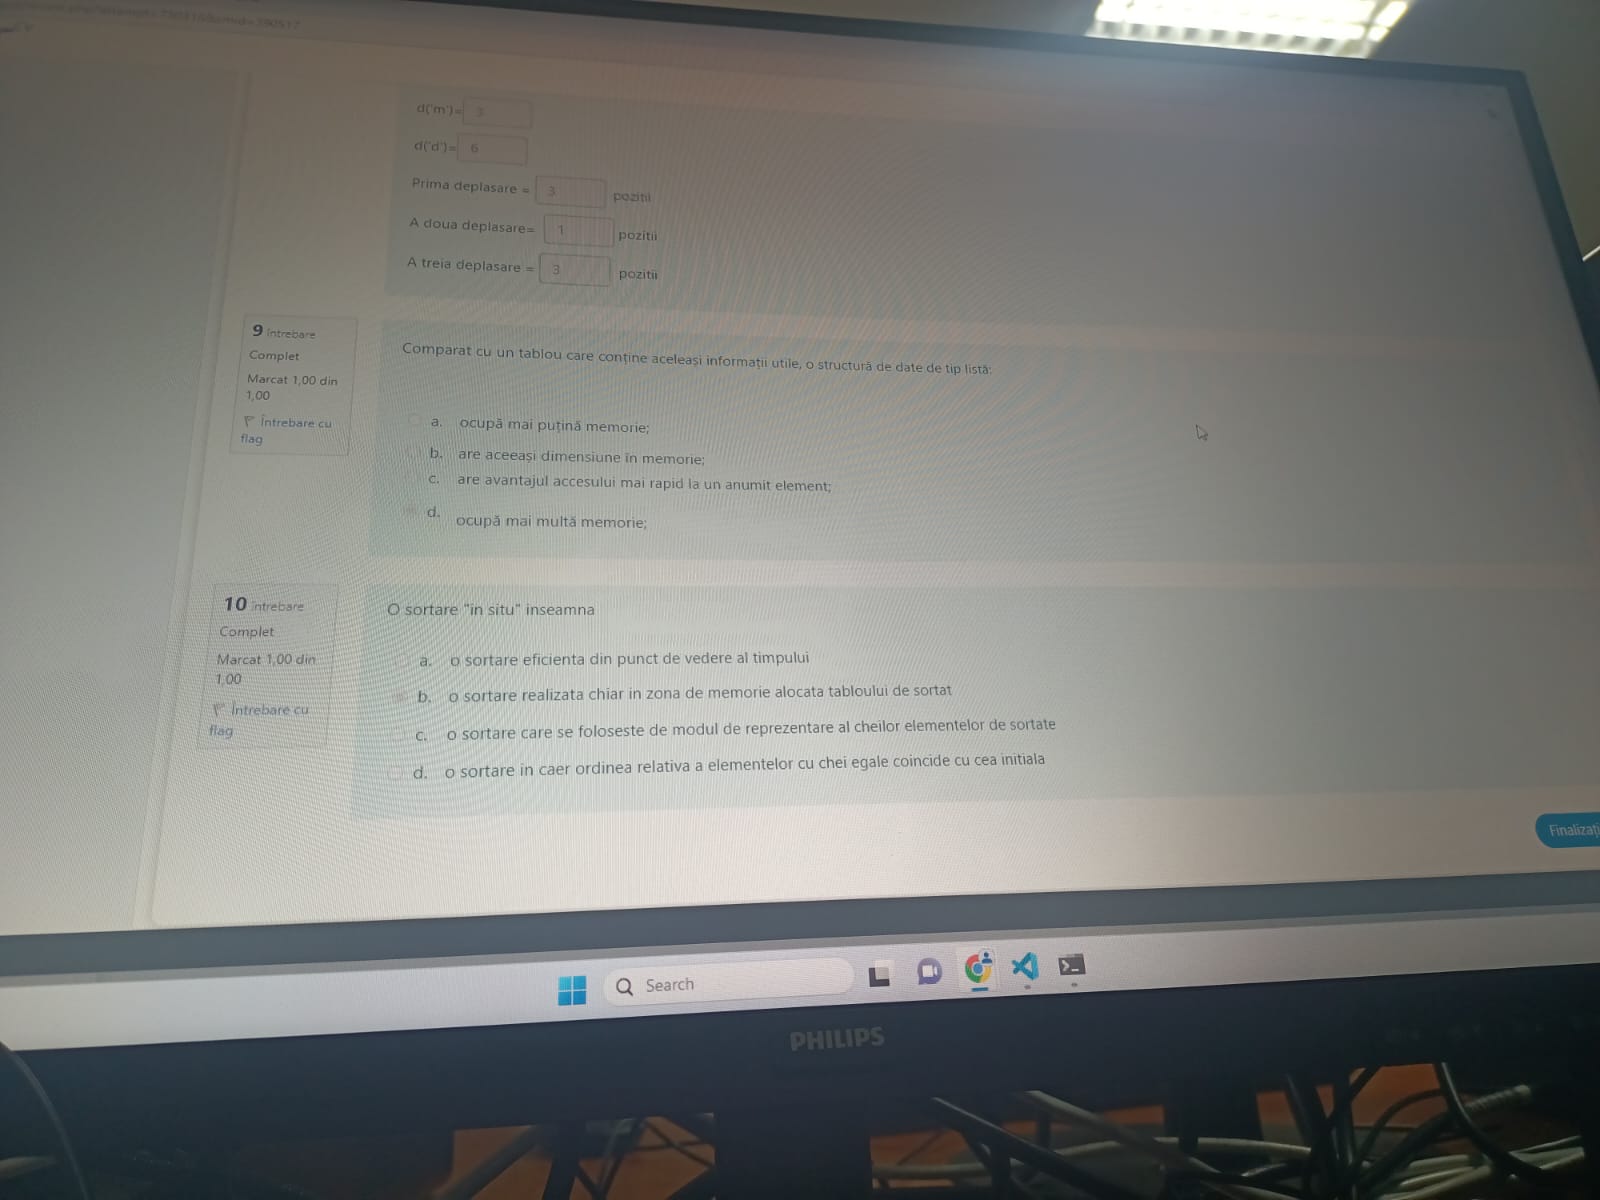 d('m')= 3
d('d')= 6
Prima deplasare = 3 pozitii
A doua deplasare= 1 pozitii
A treia deplasare = 3 pozitii
9 întrebare
Complet
Marcat 1,00 din
1,00
Întrebare cu
flag
Comparat cu un tablou care conține aceleași informații utile, o structură de date de tip listă:
a. ocupă mai puțină memorie;
b. are aceeași dimensiune în memorie;
c. are avantajul accesului mai rapid la un anumit element;
d. ocupă mai multă memorie;
10 întrebare
Complet
Marcat 1,00 din
1,00
Întrebare cu
flag
O sortare "in situ" inseamna
a. o sortare eficienta din punct de vedere al timpului
b. o sortare realizata chiar in zona de memorie alocata tabloului de sortat
c. o sortare care se foloseste de modul de reprezentare al cheilor elementelor de sortate
d. o sortare in caer ordinea relativa a elementelor cu chei egale coincide cu cea initiala
Finalizați
Search
PHILIPS